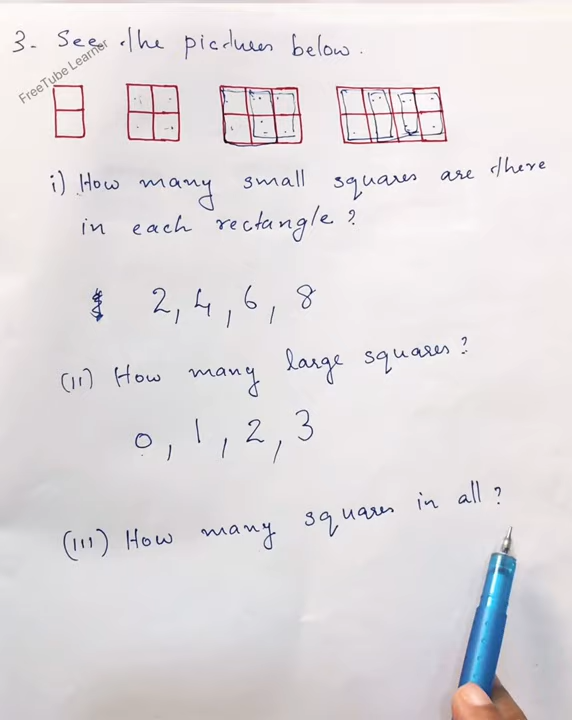 3. See the pictures below.
FreeTube Learner
i) How many small squares are there
in each rectangle?
2, 4, 6, 8
(ii) How many large squares?
0, 1, 2, 3
(iii) How many squares in all?